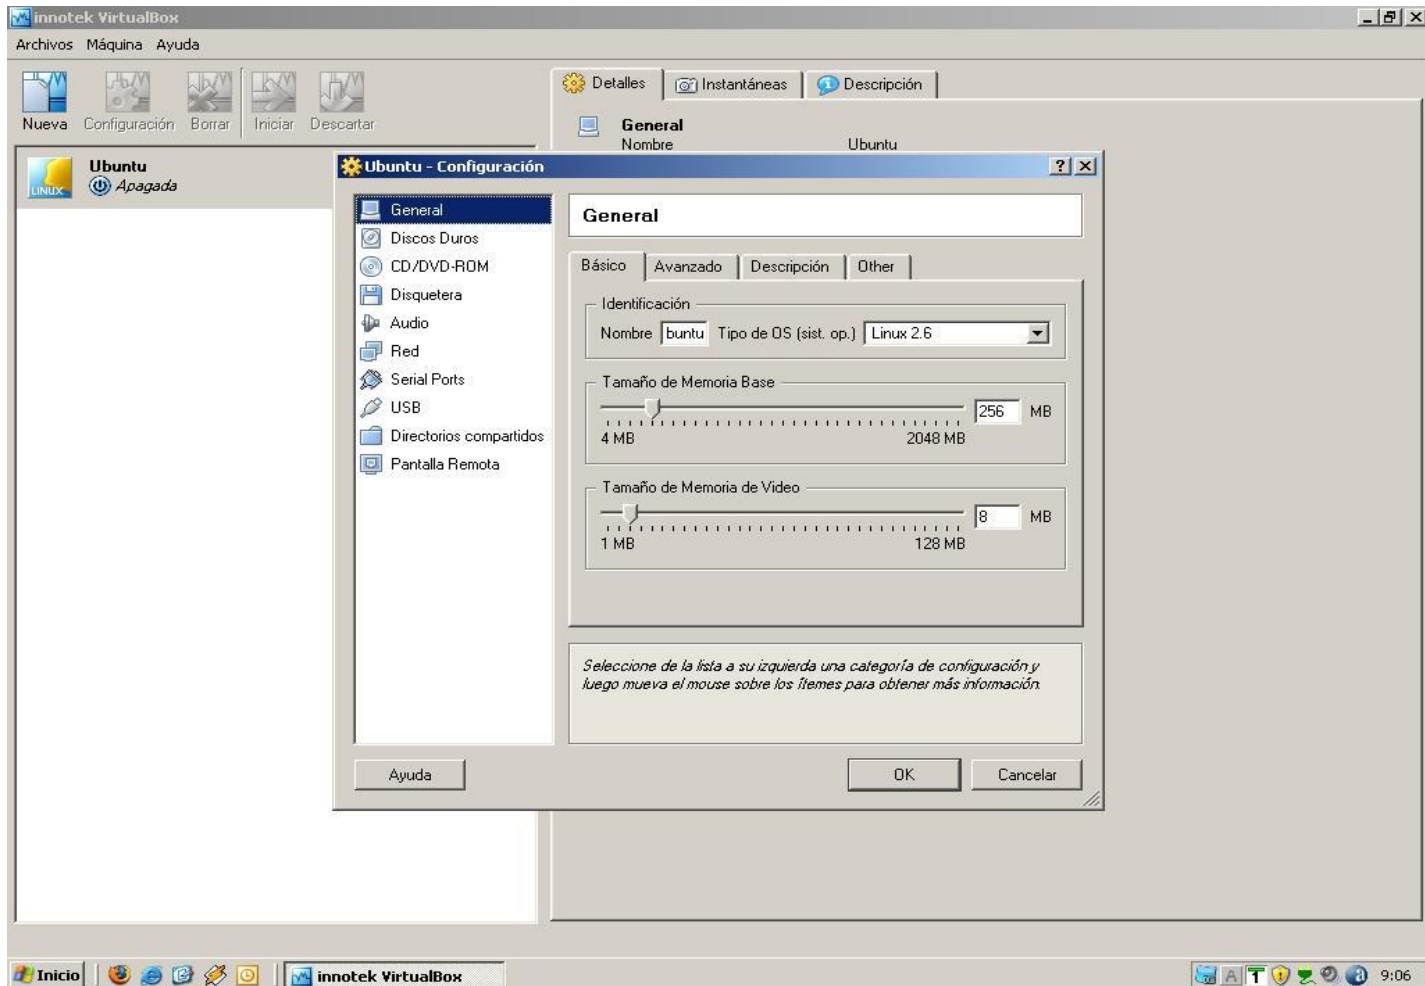 innotek VirtualBox
Archivos Máquina Ayuda
Nueva Configuración Borrar Iniciar Descartar
Detalles Instantáneas Descripción
General
Nombre Ubuntu
LINUX
Ubuntu
Apagada
Ubuntu - Configuración
General
Discos Duros
CD/DVD-ROM
Disquetera
Audio
Red
Serial Ports
USB
Directorios compartidos
Pantalla Remota
General
Básico Avanzado Descripción Other
Identificación
Nombre buntu Tipo de OS (sist. op.) Linux 2.6
Tamaño de Memoria Base
256 MB
4 MB 2048 MB
Tamaño de Memoria de Video
8 MB
1 MB 128 MB
Seleccione de la lista a su izquierda una categoría de configuración y
luego mueva el mouse sobre los ítemes para obtener más información.
Ayuda OK Cancelar
Inicio innotek VirtualBox A 9:06